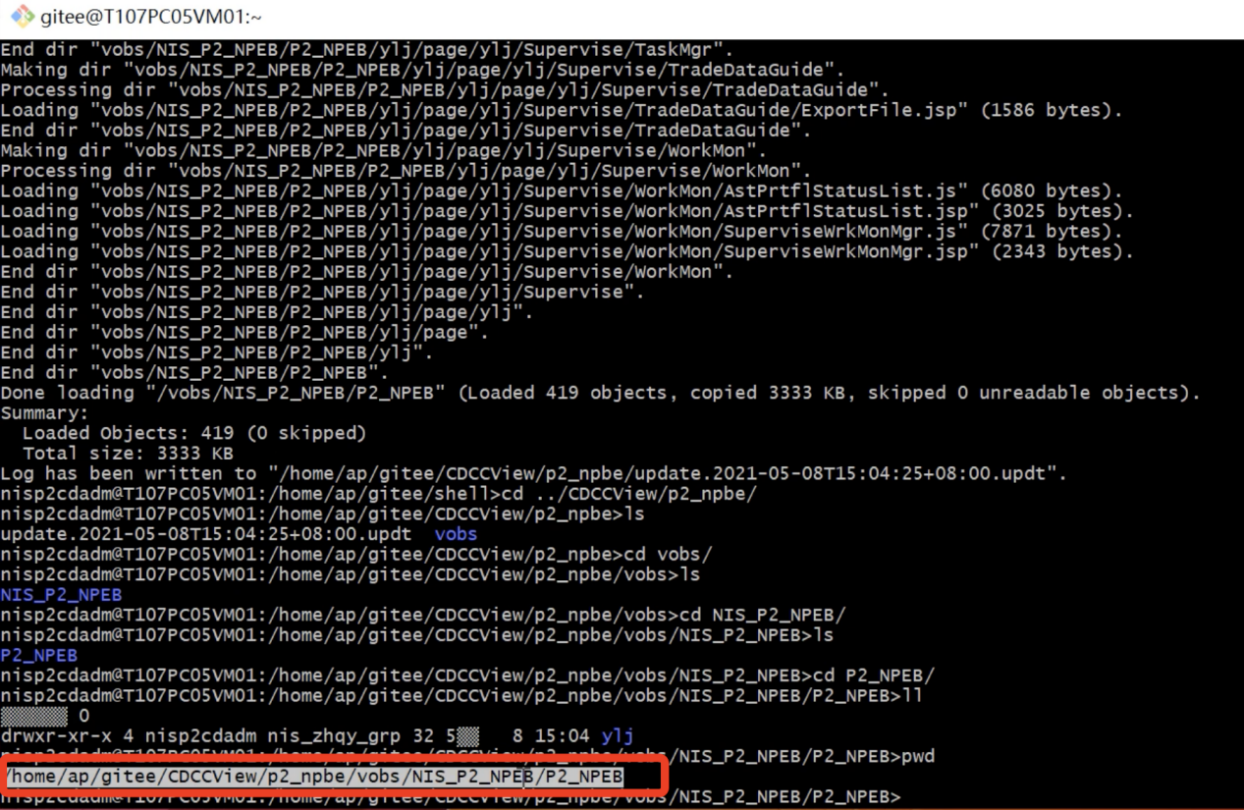 gitee@T107PC05VM01:~
End dir "vobs/NIS_P2_NPEB/P2_NPEB/ylj/page/ylj/Supervise/TaskMgr".
Making dir "vobs/NIS_P2_NPEB/P2_NPEB/ylj/page/ylj/Supervise/TradeDataGuide".
Processing dir "vobs/NIS_P2_NPEB/P2_NPEB/ylj/page/ylj/Supervise/TradeDataGuide".
Loading "vobs/NIS_P2_NPEB/P2_NPEB/ylj/page/ylj/Supervise/TradeDataGuide/ExportFile.jsp" (1586 bytes).
End dir "vobs/NIS_P2_NPEB/P2_NPEB/ylj/page/ylj/Supervise/TradeDataGuide".
Making dir "vobs/NIS_P2_NPEB/P2_NPEB/ylj/page/ylj/Supervise/WorkMon".
Processing dir "vobs/NIS_P2_NPEB/P2_NPEB/ylj/page/ylj/Supervise/WorkMon".
Loading "vobs/NIS_P2_NPEB/P2_NPEB/ylj/page/ylj/Supervise/WorkMon/AstPrtflStatusList.js" (6080 bytes).
Loading "vobs/NIS_P2_NPEB/P2_NPEB/ylj/page/ylj/Supervise/WorkMon/AstPrtflStatusList.jsp" (3025 bytes).
Loading "vobs/NIS_P2_NPEB/P2_NPEB/ylj/page/ylj/Supervise/WorkMon/SuperviseWrkMonMgr.js" (7871 bytes).
Loading "vobs/NIS_P2_NPEB/P2_NPEB/ylj/page/ylj/Supervise/WorkMon/SuperviseWrkMonMgr.jsp" (2343 bytes).
End dir "vobs/NIS_P2_NPEB/P2_NPEB/ylj/page/ylj/Supervise/WorkMon".
End dir "vobs/NIS_P2_NPEB/P2_NPEB/ylj/page/ylj/Supervise".
End dir "vobs/NIS_P2_NPEB/P2_NPEB/ylj/page/ylj".
End dir "vobs/NIS_P2_NPEB/P2_NPEB/ylj/page".
End dir "vobs/NIS_P2_NPEB/P2_NPEB/ylj".
End dir "vobs/NIS_P2_NPEB/P2_NPEB".
Done loading "/vobs/NIS_P2_NPEB/P2_NPEB" (Loaded 419 objects, copied 3333 KB, skipped 0 unreadable objects).
Summary:
Loaded Objects: 419 (0 skipped)
Total size: 3333 KB
Log has been written to "/home/ap/gitee/CDCCView/p2_npbe/update.2021-05-08T15:04:25+08:00.updt".
nisp2cdadm@T107PC05VM01:/home/ap/gitee/shell>cd ../CDCCView/p2_npbe/
nisp2cdadm@T107PC05VM01:/home/ap/gitee/CDCCView/p2_npbe>ls
update.2021-05-08T15:04:25+08:00.updt vobs
nisp2cdadm@T107PC05VM01:/home/ap/gitee/CDCCView/p2_npbe>cd vobs/
nisp2cdadm@T107PC05VM01:/home/ap/gitee/CDCCView/p2_npbe/vobs>ls
NIS_P2_NPEB
nisp2cdadm@T107PC05VM01:/home/ap/gitee/CDCCView/p2_npbe/vobs>cd NIS_P2_NPEB/
nisp2cdadm@T107PC05VM01:/home/ap/gitee/CDCCView/p2_npbe/vobs/NIS_P2_NPEB>ls
P2_NPEB
nisp2cdadm@T107PC05VM01:/home/ap/gitee/CDCCView/p2_npbe/vobs/NIS_P2_NPEB>cd P2_NPEB/
nisp2cdadm@T107PC05VM01:/home/ap/gitee/CDCCView/p2_npbe/vobs/NIS_P2_NPEB/P2_NPEB>ll
0
drwxr-xr-x 4 nisp2cdadm nis_zhqy_grp 32 5 8 15:04 ylj
nisp2cdadm@T107PC05VM01:/home/ap/gitee/CDCCView/p2_npbe/vobs/NIS_P2_NPEB/P2_NPEB>pwd
/home/ap/gitee/CDCCView/p2_npbe/vobs/NIS_P2_NPEB/P2_NPEB
nisp2cdadm@T107PC05VM01:/home/ap/gitee/CDCCView/p2_npbe/vobs/NIS_P2_NPEB/P2_NPEB>